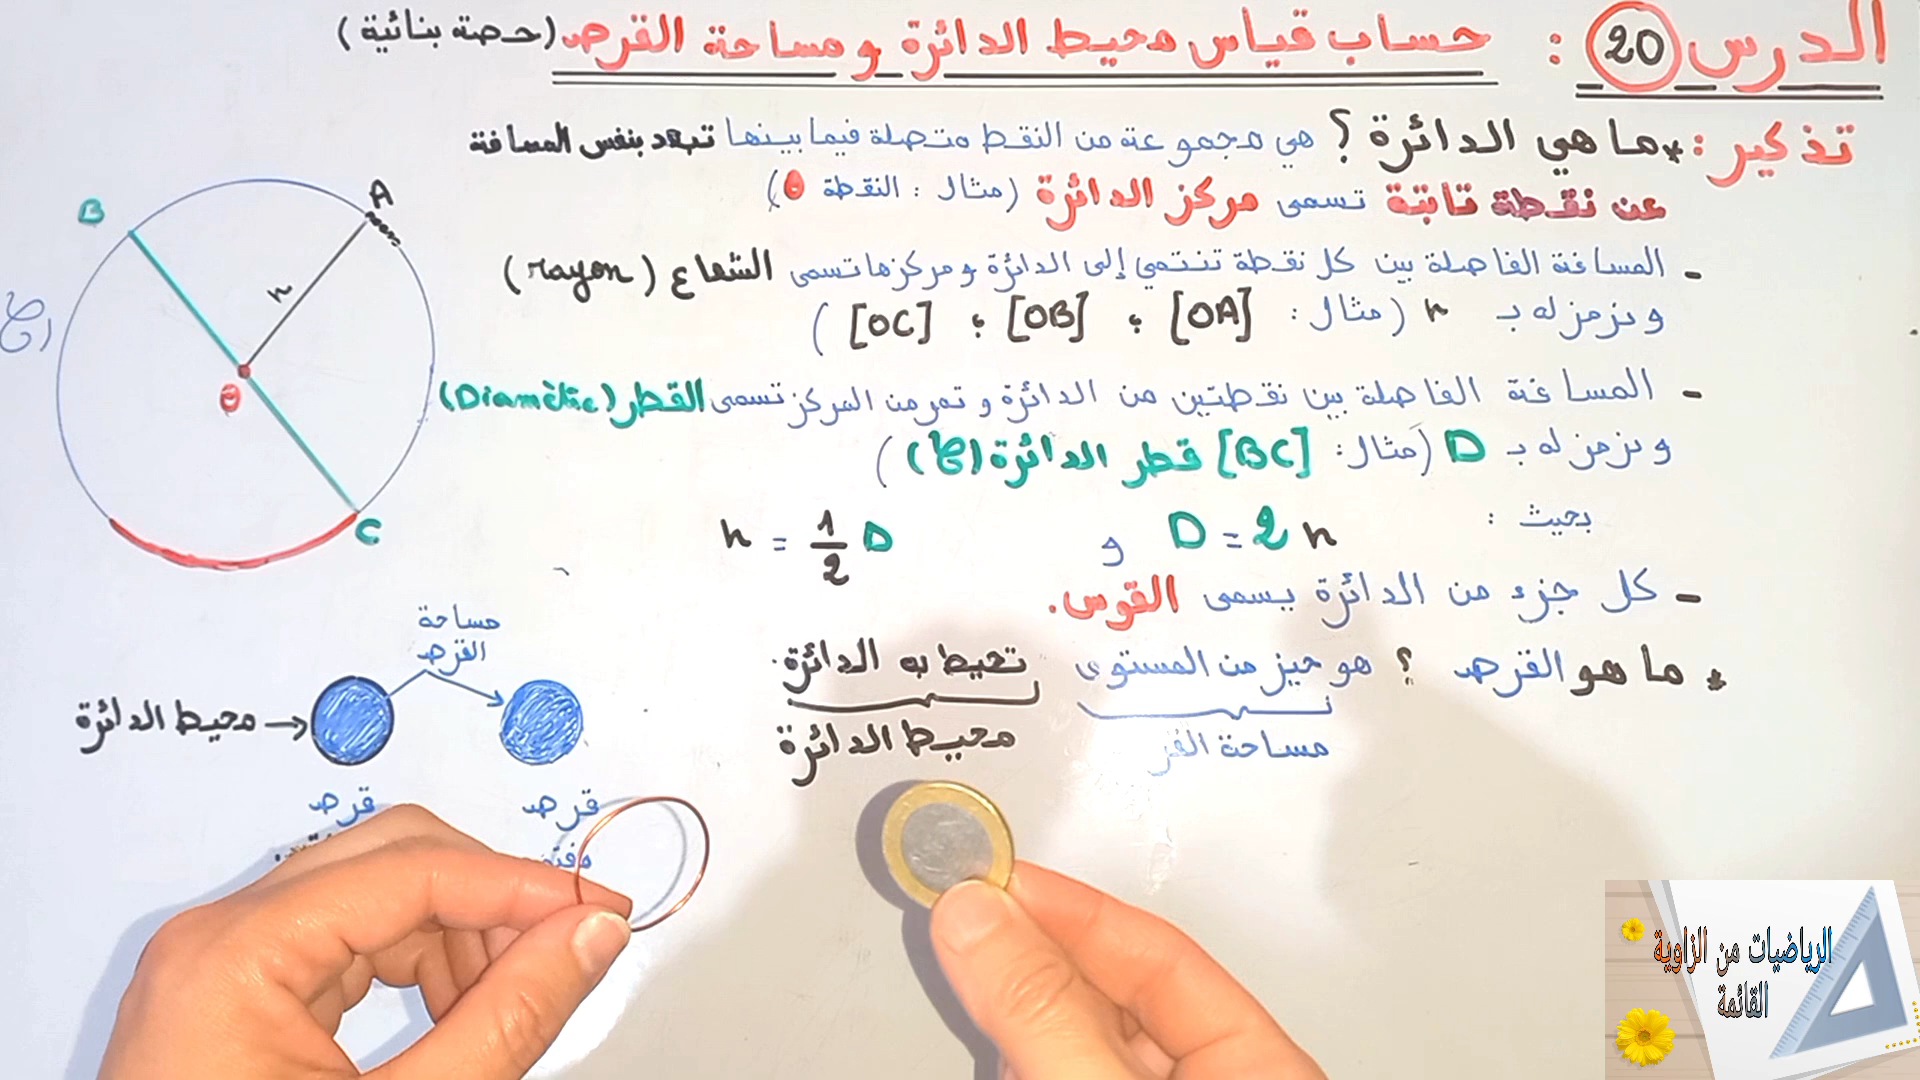 الدرس 20 : حساب قياس محيط الدائرة و مساحة القرص (حصة بنائية)
تذكير : * ما هي الدائرة ؟ هي مجموعة من النقط متصلة فيما بينها تبعد بنفس المسافة
عن نقطة تابتة تسمى مركز الدائرة (مثال : النقطة O)
- المسافة الفاصلة بين كل نقطة تنتمي إلى الدائرة و مركزها تسمى الشعاع (rayon)
و نرمز له بـ r (مثال : [OA] ; [OB] ; [OC])
- المسافة الفاصلة بين نقطتين من الدائرة و تمر من المركز تسمى القطر (Diamètre)
و نرمز له بـ D (مثال : [BC] قطر الدائرة (C))
بحيث :
D = 2 r و r = 1/2 D
- كل جزء من الدائرة يسمى القوس.
* ما هو القرص ؟ هو حيز من المستوى تحيط به الدائرة.
مساحة القر
محيط الدائرة
A
B
r
O
C
(C)
مساحة
القرص
محيط الدائرة
قرص
قرص
الرياضيات من الزاوية
القائمة